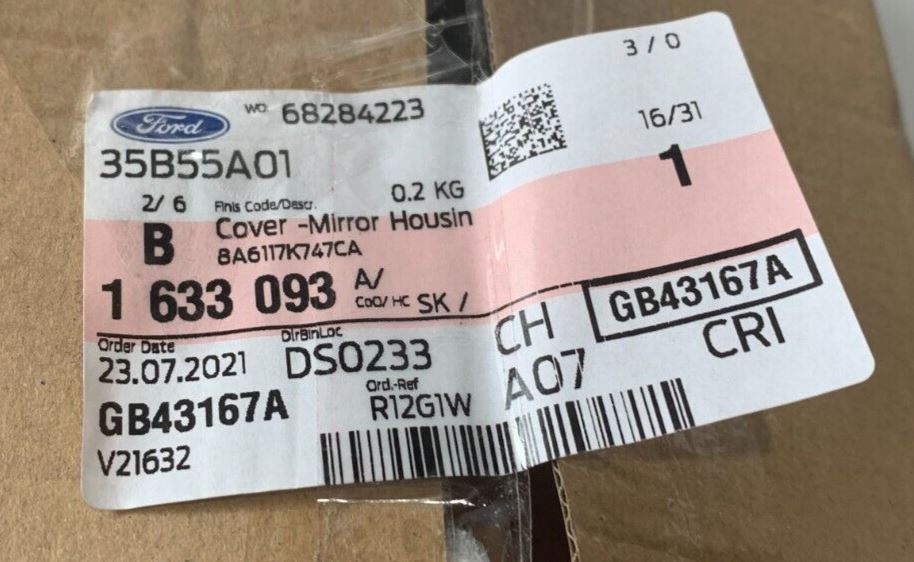 3 / 0
Ford WO: 68284223
16/31
35B55A01
1
2/ 6 Finis Code/Descr. 0.2 KG
B Cover -Mirror Housin
8A6117K747CA
1 633 093 A/
CoO/ HC SK /
GB43167A
Order Date DlrBinLoc CH
23.07.2021 DS0233 CRI
Ord.-Ref A07
GB43167A R12G1W
V21632